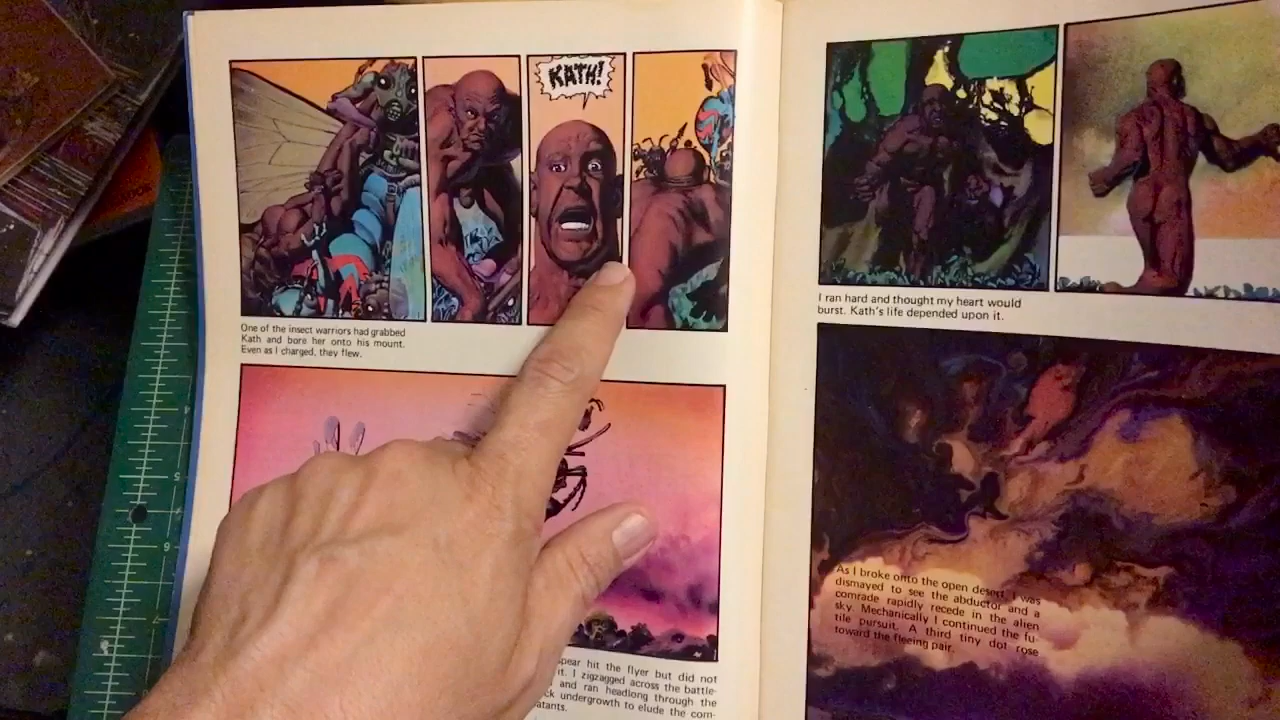 KATH!
One of the insect warriors had grabbed
Kath and bore her onto his mount.
Even as I charged, they flew.
spear hit the flyer but did not
it. I zigzagged across the battle-
and ran headlong through the
ck undergrowth to elude the com-
atants.
I ran hard and thought my heart would
burst. Kath's life depended upon it.
As I broke onto the open desert, I was
dismayed to see the abductor and a
comrade rapidly recede in the alien
sky. Mechanically I continued the fu-
tile pursuit. A third tiny dot rose
toward the fleeing pair.